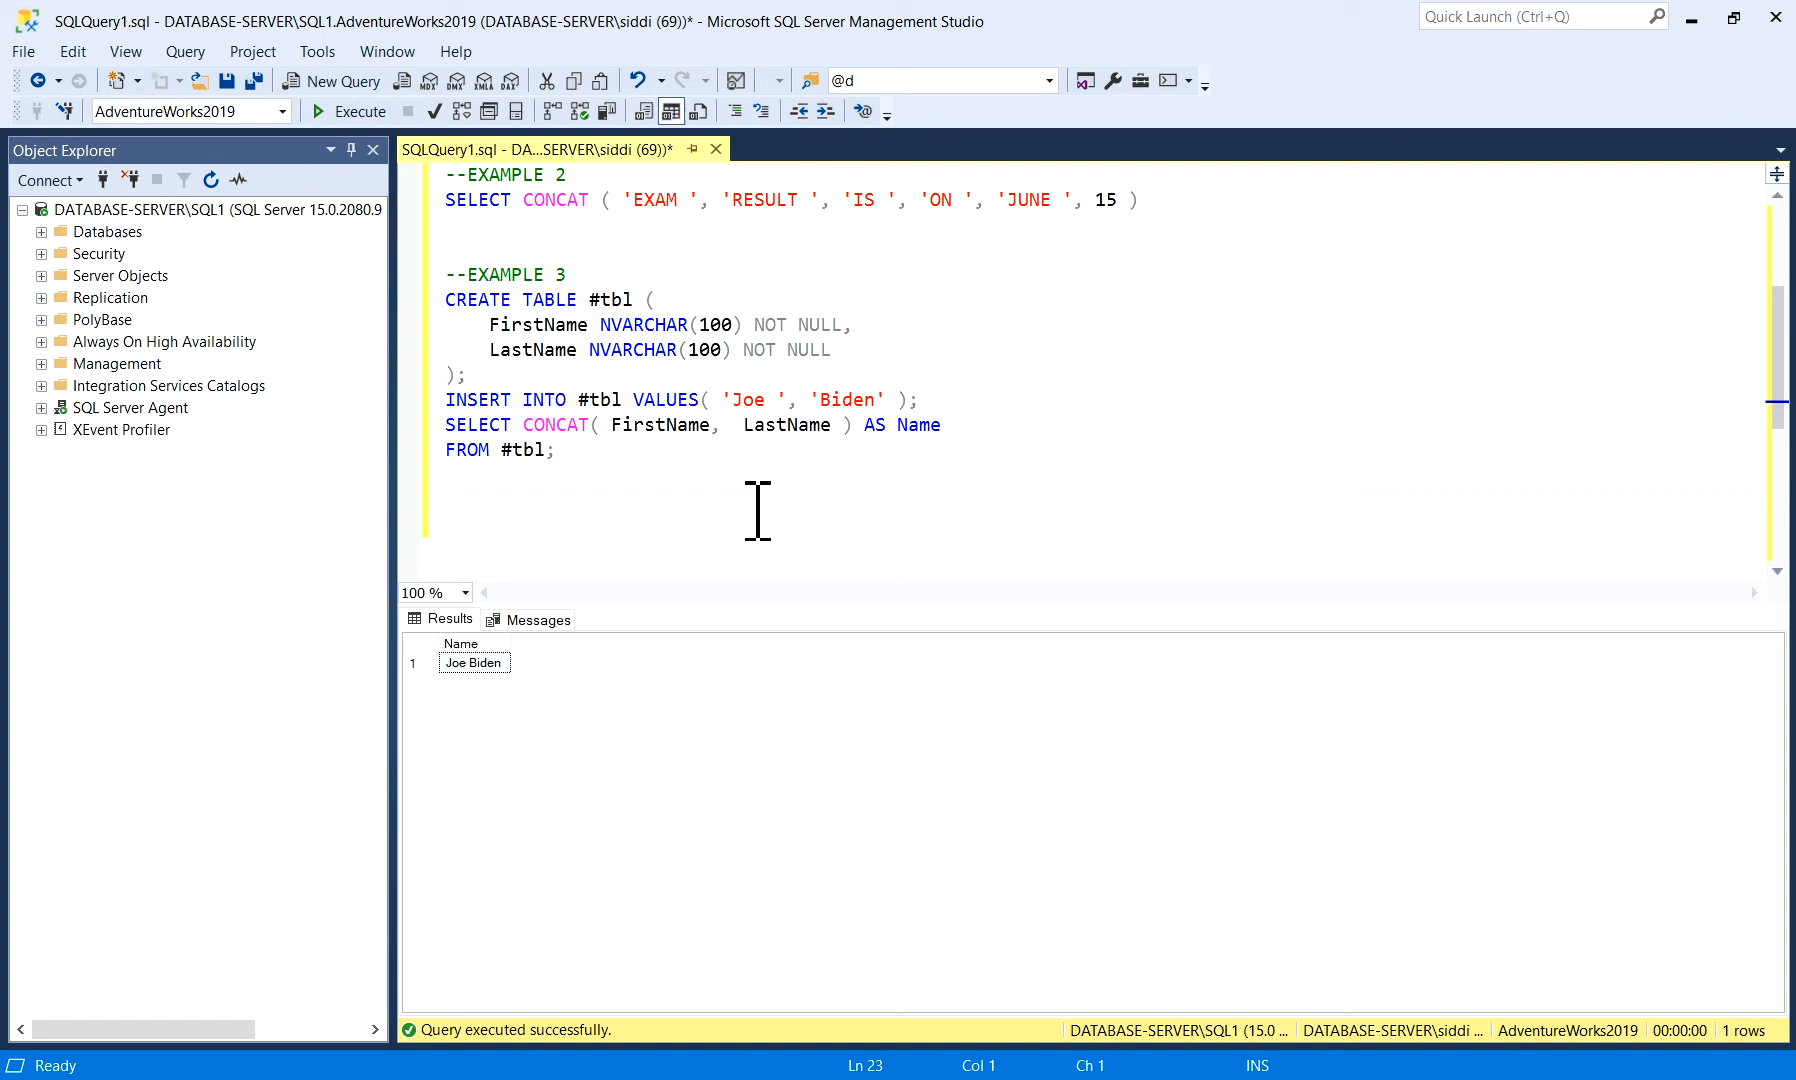 SQLQuery1.sql - DATABASE-SERVER\SQL1.AdventureWorks2019 (DATABASE-SERVER\siddi (69))* - Microsoft SQL Server Management Studio
Quick Launch (Ctrl+Q)
File Edit View Query Project Tools Window Help
New Query MDX DMX XMLA DAX @d
AdventureWorks2019 Execute
Object Explorer
SQLQuery1.sql - DA...SERVER\siddi (69))*
Connect
DATABASE-SERVER\SQL1 (SQL Server 15.0.2080.9
Databases
Security
Server Objects
Replication
PolyBase
Always On High Availability
Management
Integration Services Catalogs
SQL Server Agent
XEvent Profiler
--EXAMPLE 2
SELECT CONCAT ( 'EXAM ', 'RESULT ', 'IS ', 'ON ', 'JUNE ', 15 )
--EXAMPLE 3
CREATE TABLE #tbl (
FirstName NVARCHAR(100) NOT NULL,
LastName NVARCHAR(100) NOT NULL
);
INSERT INTO #tbl VALUES( 'Joe ', 'Biden' );
SELECT CONCAT( FirstName, LastName ) AS Name
FROM #tbl;
100 %
Results Messages
Name
1 Joe Biden
Query executed successfully.
DATABASE-SERVER\SQL1 (15.0 ... DATABASE-SERVER\siddi ... AdventureWorks2019 00:00:00 1 rows
Ready Ln 23 Col 1 Ch 1 INS